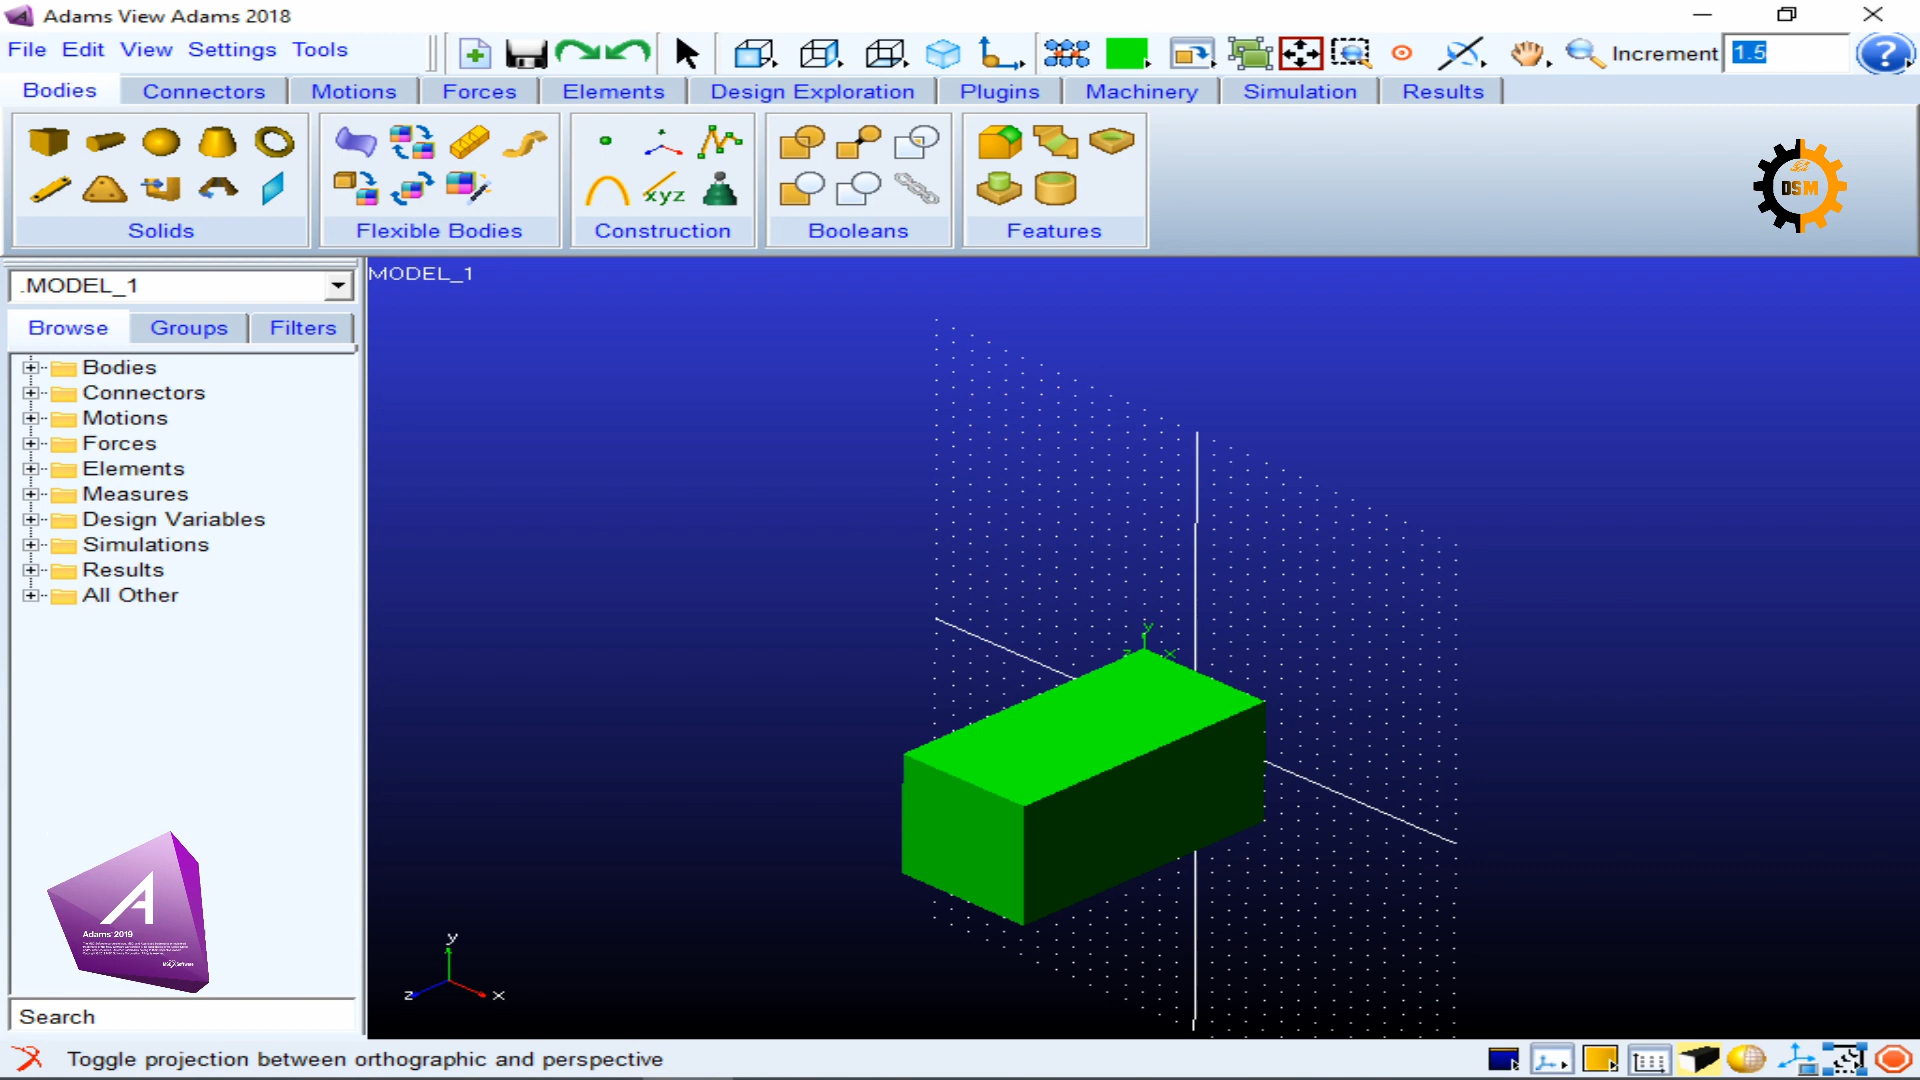 Adams View Adams 2018
File Edit View Settings Tools
Increment 1.5
Bodies Connectors Motions Forces Elements Design Exploration Plugins Machinery Simulation Results
xyz
Solids Flexible Bodies Construction Booleans Features
DSM
.MODEL_1
MODEL_1
Browse Groups Filters
Bodies
Connectors
Motions
Forces
Elements
Measures
Design Variables
Simulations
Results
All Other
y
z x
A
Adams 2019
y
z x
Search
Toggle projection between orthographic and perspective